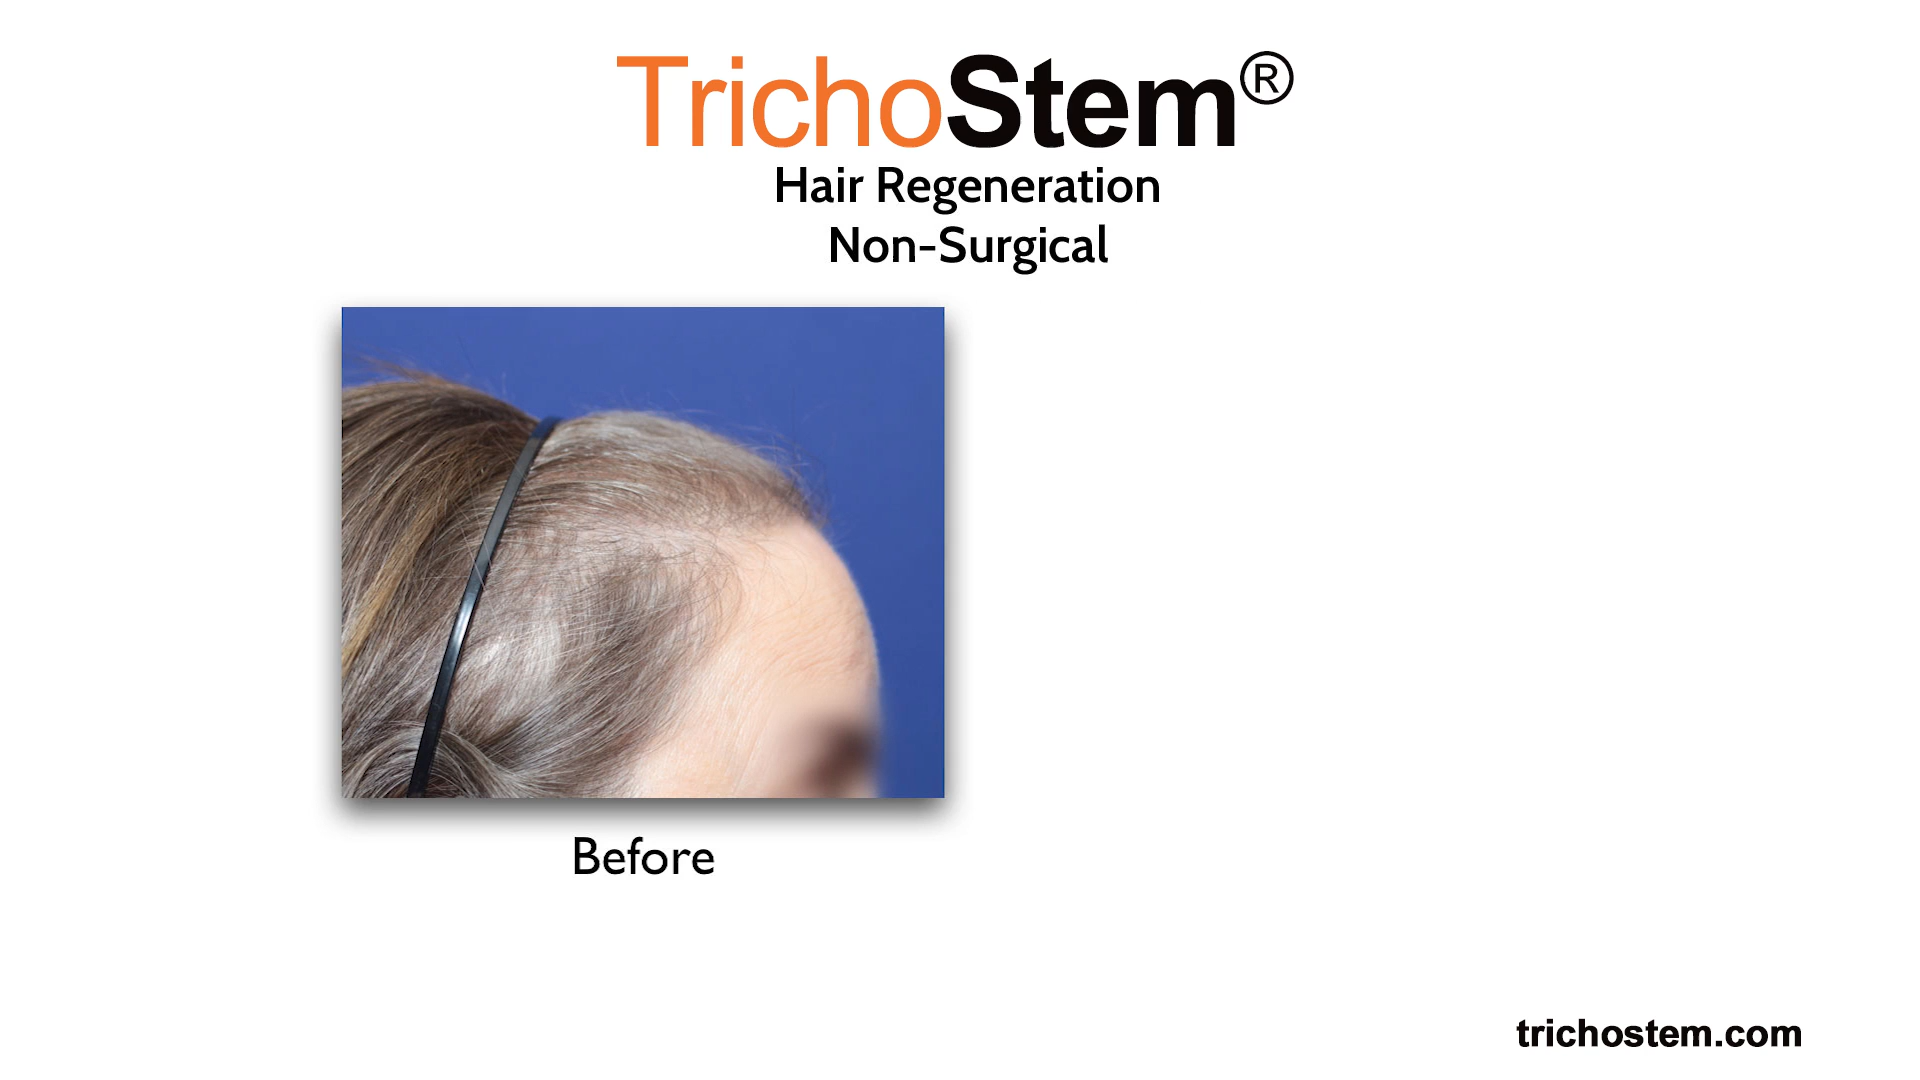 TrichoStem®
Hair Regeneration
Non-Surgical
Before
trichostem.com